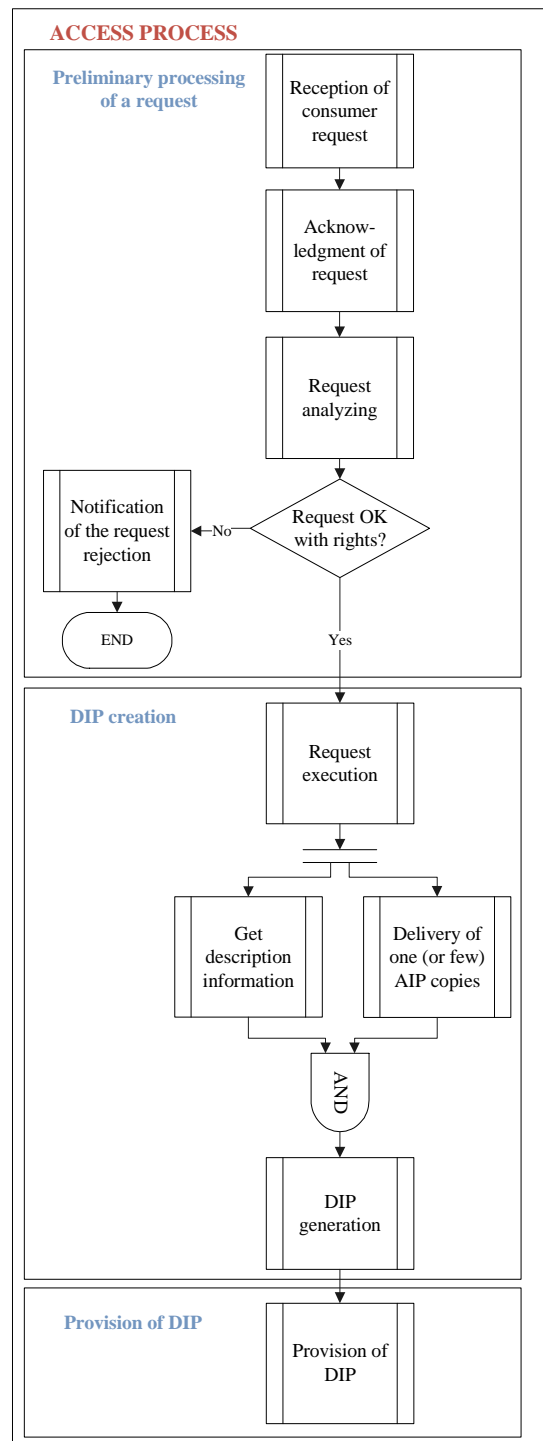 ACCESS PROCESS
Preliminary processing
of a request
Reception of
consumer
request
Acknow-
ledgment of
request
Request
analyzing
Request OK
with rights?
No
Notification
of the request
rejection
END
Yes
DIP creation
Request
execution
Get
description
information
Delivery of
one (or few)
AIP copies
AND
DIP
generation
Provision of DIP
Provision of
DIP